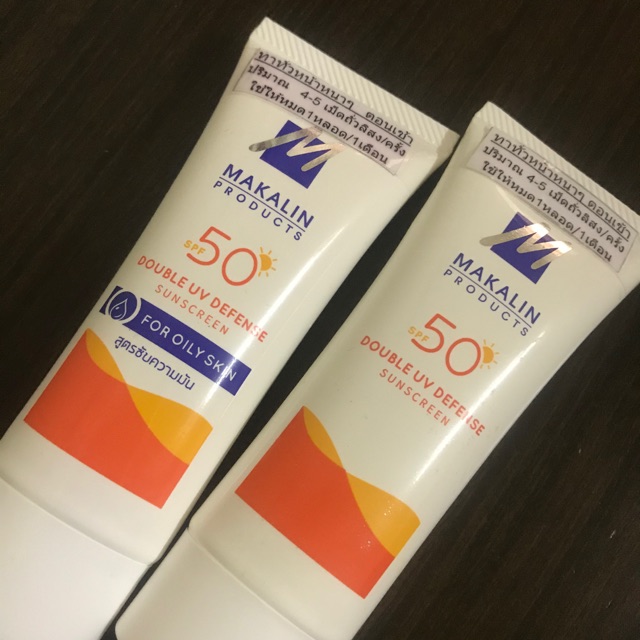 ทาทั่วหน้าหนาๆ ตอนเช้า
ปริมาณ 4-5 เม็ดถั่วลิสง/ครั้ง
ใช้ให้หมด1หลอด/1เดือน
MAKALIN
PRODUCTS
SPF 50
DOUBLE UV DEFENSE
SUNSCREEN
FOR OILY SKIN
สูตรซับความมัน
ทาทั่วหน้าหนาๆ ตอนเช้า
ปริมาณ 4-5 เม็ดถั่วลิสง/ครั้ง
ใช้ให้หมด1หลอด/1เดือน
MAKALIN
PRODUCTS
SPF 50
DOUBLE UV DEFENSE
SUNSCREEN